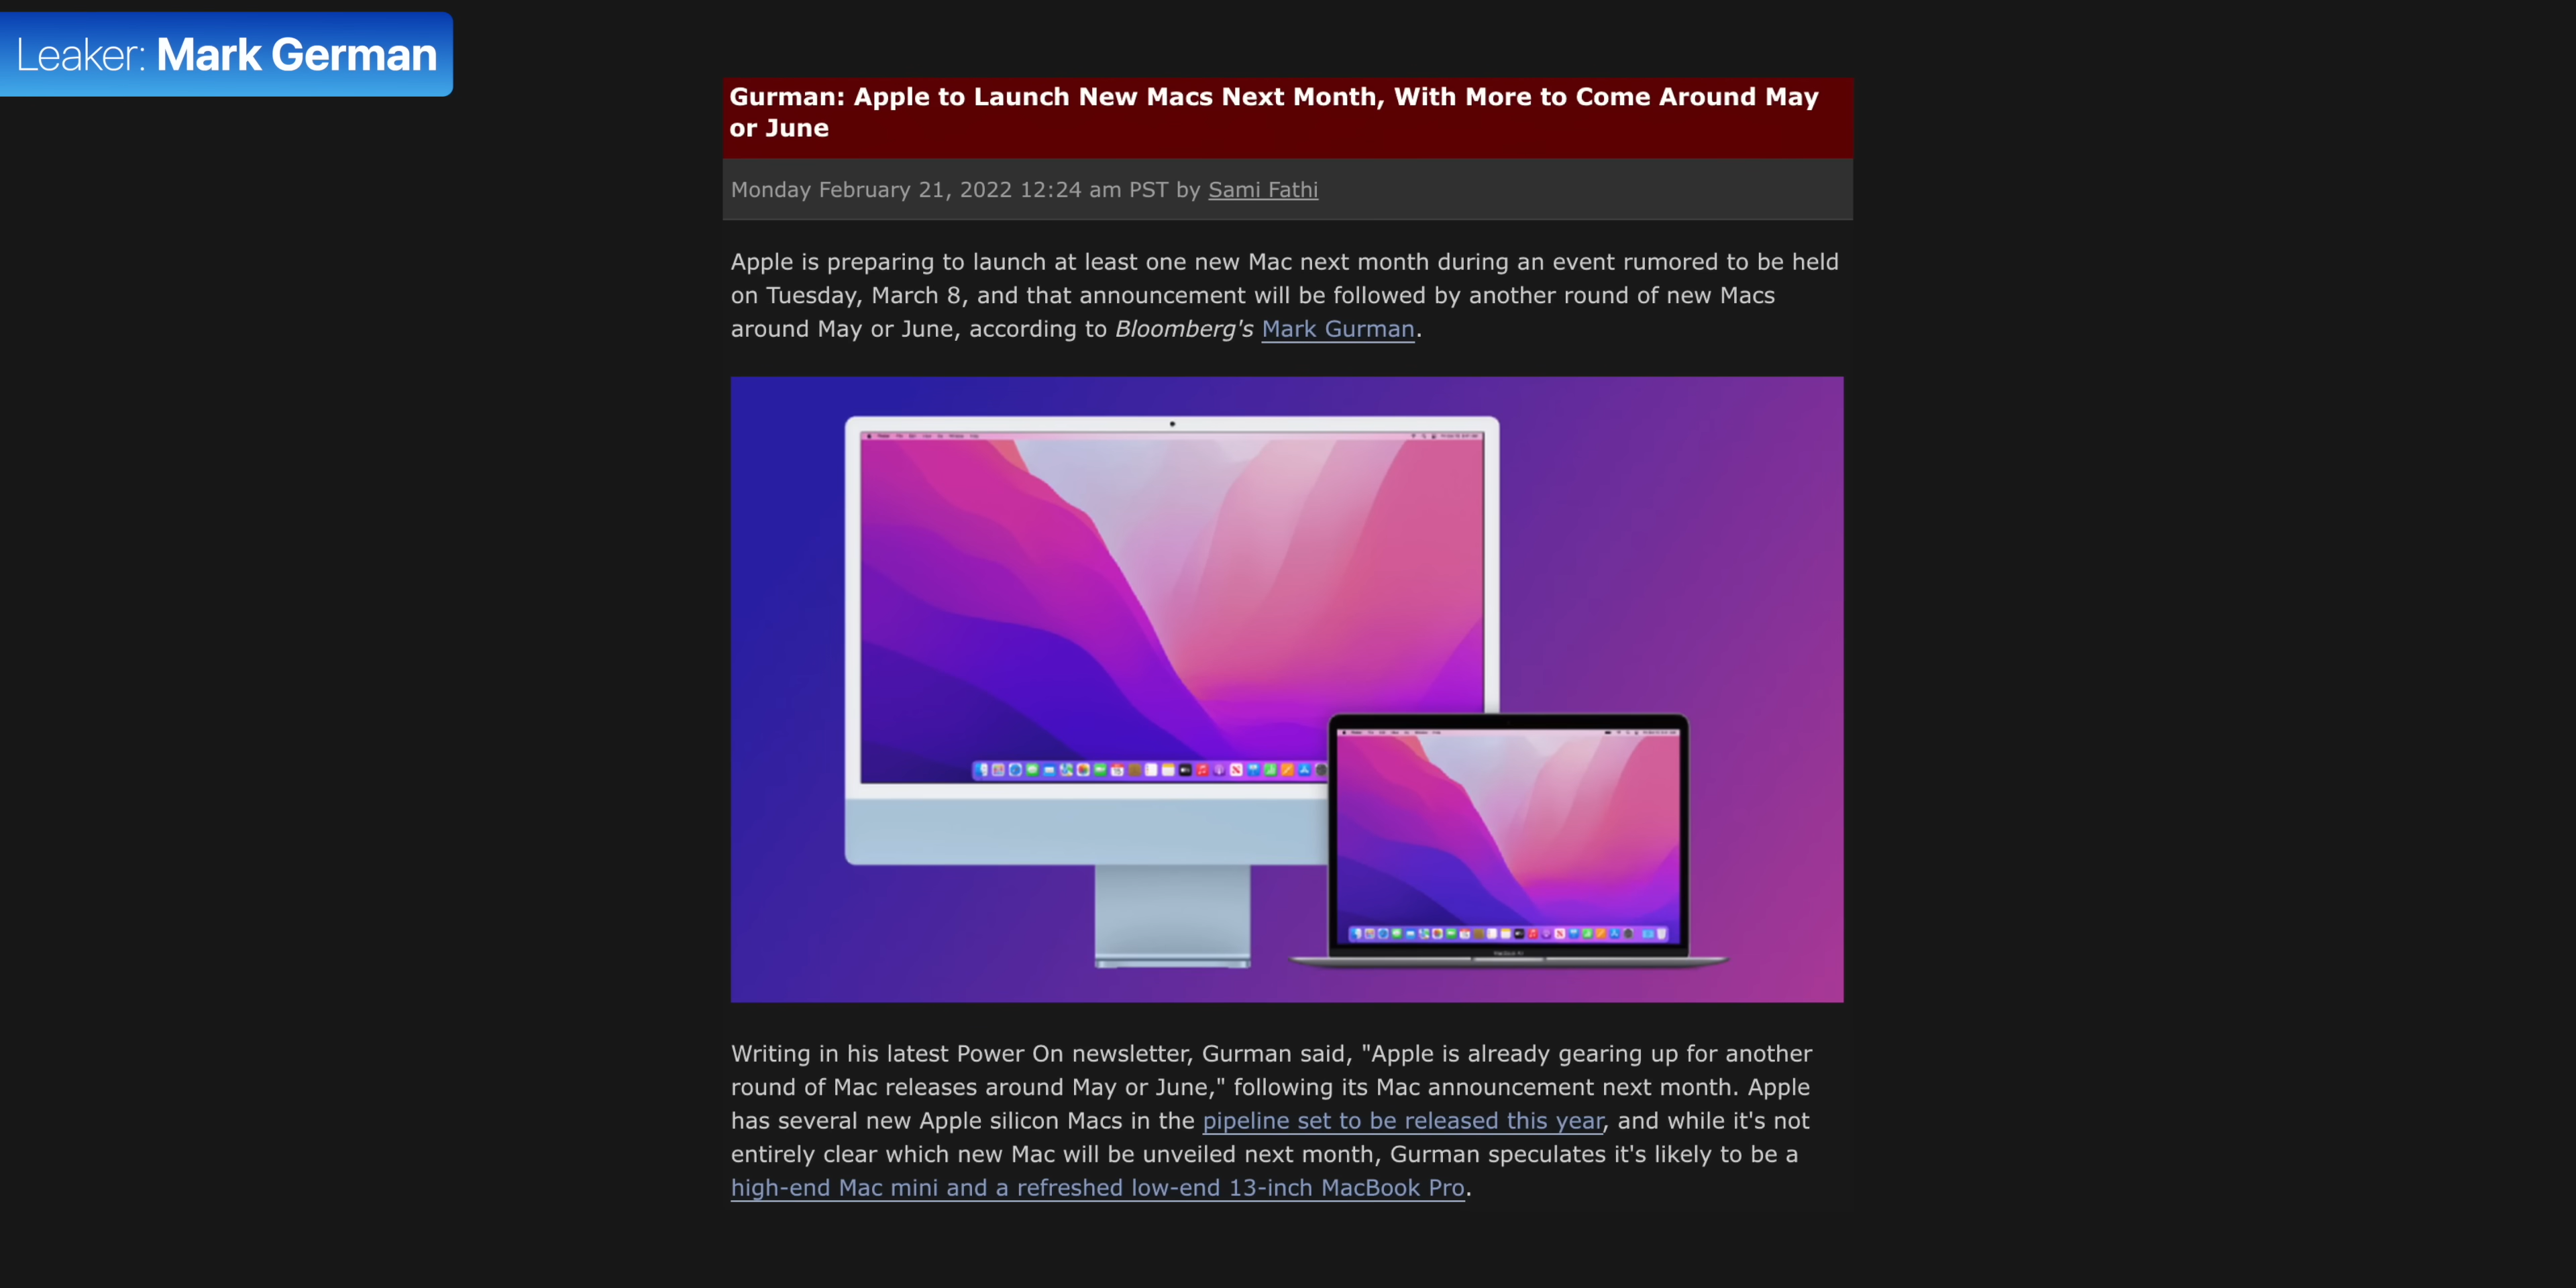 Leaker: Mark German
Gurman: Apple to Launch New Macs Next Month, With More to Come Around May
or June
Monday February 21, 2022 12:24 am PST by Sami Fathi
Apple is preparing to launch at least one new Mac next month during an event rumored to be held
on Tuesday, March 8, and that announcement will be followed by another round of new Macs
around May or June, according to Bloomberg's Mark Gurman.
Writing in his latest Power On newsletter, Gurman said, "Apple is already gearing up for another
round of Mac releases around May or June," following its Mac announcement next month. Apple
has several new Apple silicon Macs in the pipeline set to be released this year, and while it's not
entirely clear which new Mac will be unveiled next month, Gurman speculates it's likely to be a
high-end Mac mini and a refreshed low-end 13-inch MacBook Pro.